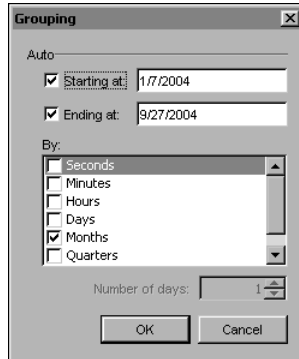 Grouping
Auto
Starting at: 1/7/2004
Ending at: 9/27/2004
By:
Seconds
Minutes
Hours
Days
Months
Quarters
Number of days: 1
OK Cancel